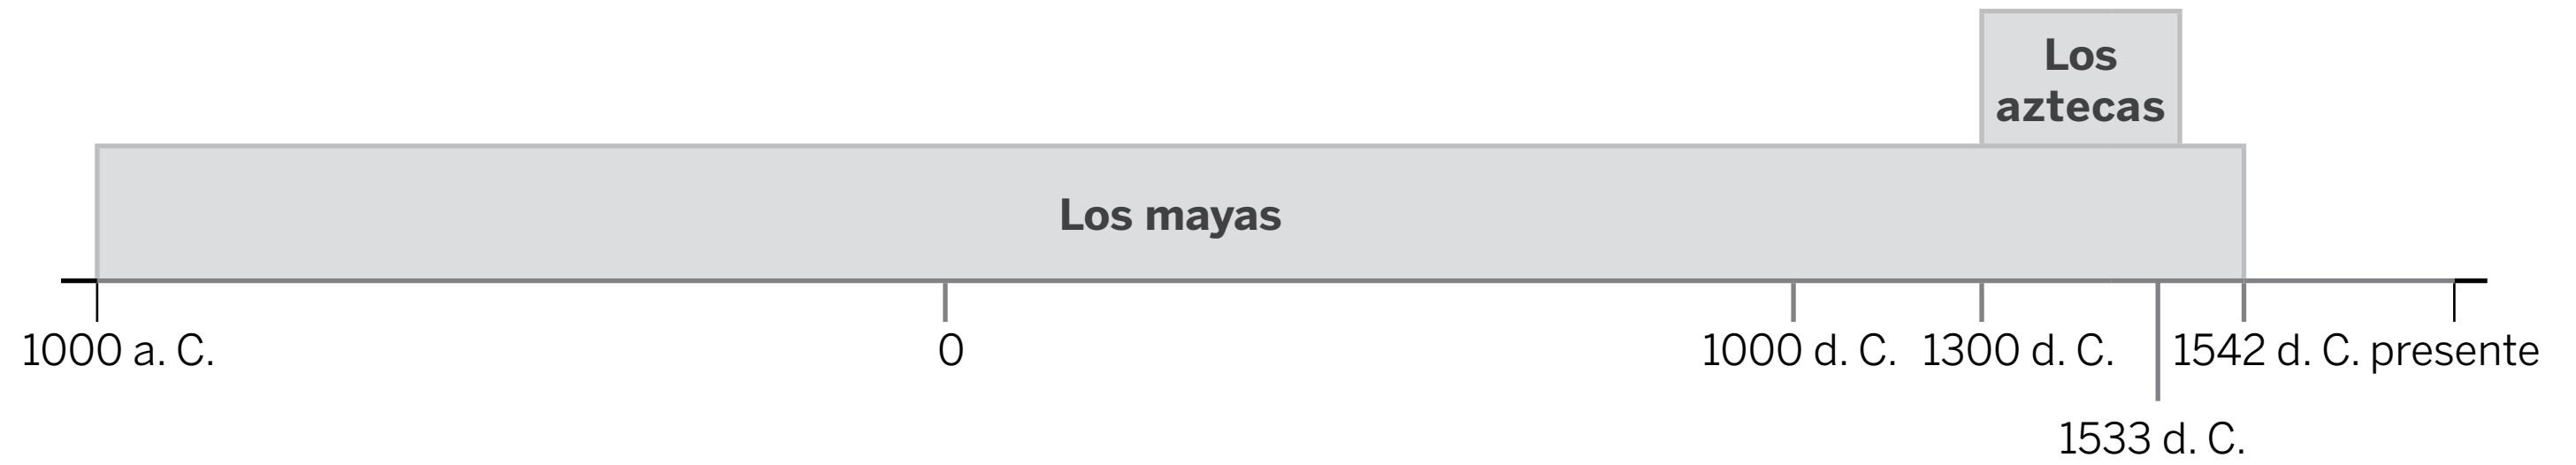 Los
aztecas
Los mayas
1000 a. C.
0
1000 d. C.
1300 d. C.
1542 d. C.
presente
1533 d. C.